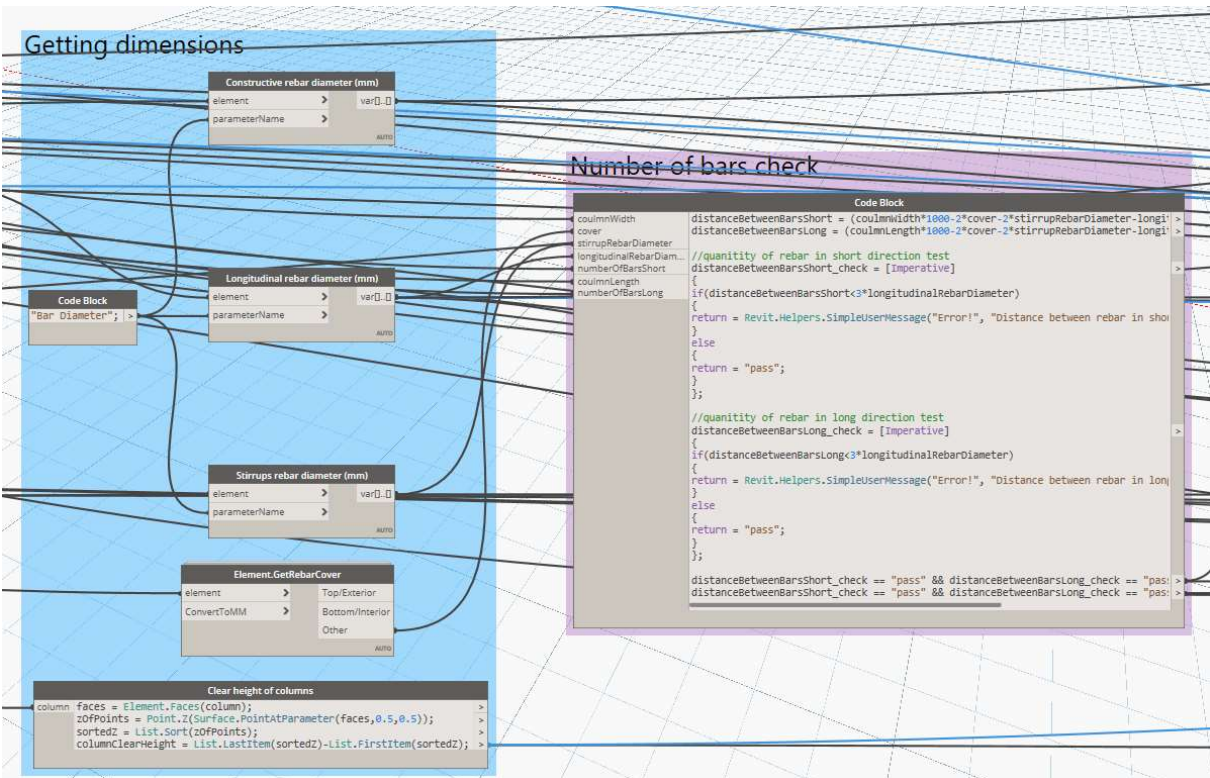 Getting dimensions
Constructive rebar diameter (mm)
element > var[]..[]
parameterName >
AUTO
Number of bars check
Code Block
coulmnWidth
cover
stirrupRebarDiameter
longitudinalRebarDiam...
numberOfBarsShort
coulmnLength
numberOfBarsLong
distanceBetweenBarsShort = (coulmnWidth*1000-2*cover-2*stirrupRebarDiameter-longit >
distanceBetweenBarsLong = (coulmnLength*1000-2*cover-2*stirrupRebarDiameter-longit >
//quanitity of rebar in short direction test
distanceBetweenBarsShort_check = [Imperative] >
{
if(distanceBetweenBarsShort<3*longitudinalRebarDiameter)
{
return = Revit.Helpers.SimpleUserMessage("Error!", "Distance between rebar in shor
}
else
{
return = "pass";
}
};
//quanitity of rebar in long direction test
distanceBetweenBarsLong_check = [Imperative] >
{
if(distanceBetweenBarsLong<3*longitudinalRebarDiameter)
{
return = Revit.Helpers.SimpleUserMessage("Error!", "Distance between rebar in long
}
else
{
return = "pass";
}
};
distanceBetweenBarsShort_check == "pass" && distanceBetweenBarsLong_check == "pas: >
distanceBetweenBarsShort_check == "pass" && distanceBetweenBarsLong_check == "pas: >
Longitudinal rebar diameter (mm)
element > var[]..[]
parameterName >
AUTO
Code Block
"Bar Diameter"; >
Stirrups rebar diameter (mm)
element > var[]..[]
parameterName >
AUTO
Element.GetRebarCover
element > Top/Exterior
ConvertToMM > Bottom/Interior
Other
AUTO
Clear height of columns
column faces = Element.Faces(column); >
zOfPoints = Point.Z(Surface.PointAtParameter(faces,0.5,0.5)); >
sortedZ = List.Sort(zOfPoints); >
columnClearHeight = List.LastItem(sortedZ)-List.FirstItem(sortedZ); >